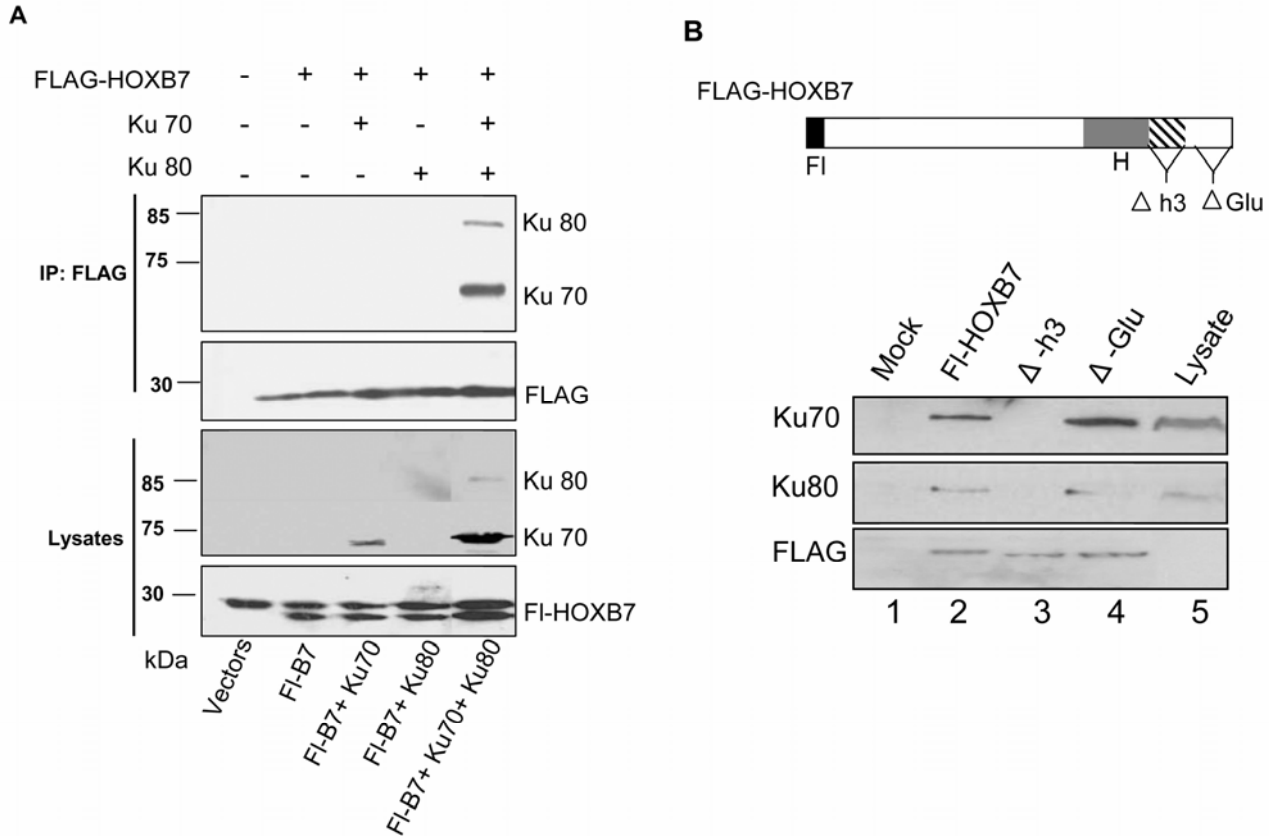 A
FLAG-HOXB7 - + + + +
Ku 70 - - + - +
Ku 80 - - - + +
IP: FLAG
85
75
Ku 80
Ku 70
30
FLAG
Lysates
85
75
Ku 80
Ku 70
30
Fl-HOXB7
kDa
Vectors
Fl-B7
Fl-B7+ Ku70
Fl-B7+ Ku80
Fl-B7+ Ku70+ Ku80
B
FLAG-HOXB7
Fl
H
Δ h3
Δ Glu
Mock
Fl-HOXB7
Δ-h3
Δ-Glu
Lysate
Ku70
Ku80
FLAG
1 2 3 4 5